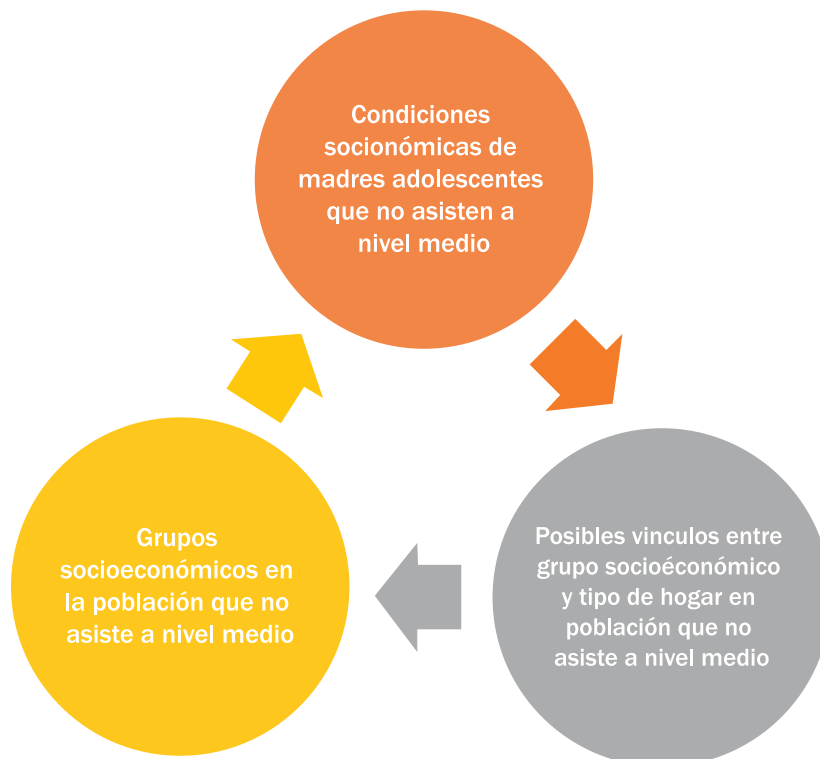 Condiciones
socionómicas de
madres adolescentes
que no asisten a
nivel medio
Grupos
socioeconómicos en
la población que no
asiste a nivel medio
Posibles vinculos entre
grupo socioéconómico
y tipo de hogar en
población que no
asiste a nivel medio